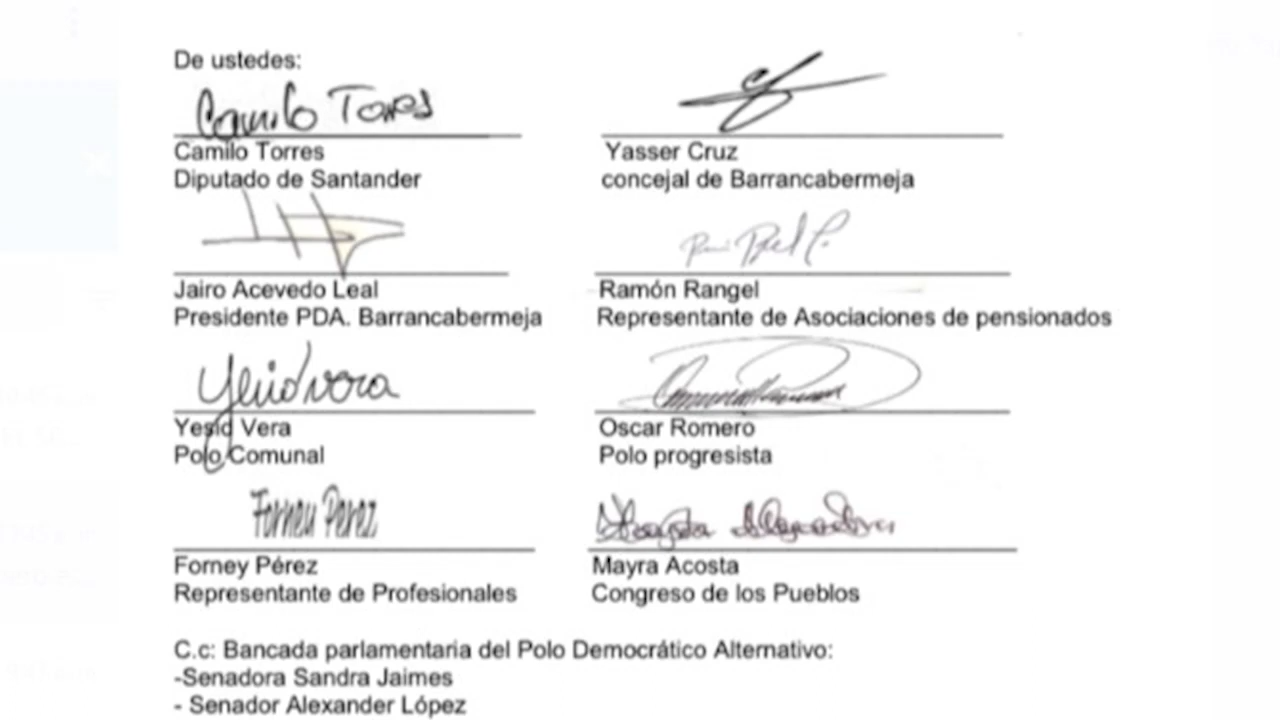 De ustedes:
Camilo Torres
Camilo Torres
Diputado de Santander
Yasser Cruz
concejal de Barrancabermeja
Jairo Acevedo Leal
Presidente PDA. Barrancabermeja
Ramón Rangel
Representante de Asociaciones de pensionados
Yesid vera
Yesid Vera
Polo Comunal
Oscar Romero
Polo progresista
Forney Perez
Forney Pérez
Representante de Profesionales
Mayra Acosta
Congreso de los Pueblos
C.c: Bancada parlamentaria del Polo Democrático Alternativo:
-Senadora Sandra Jaimes
- Senador Alexander López